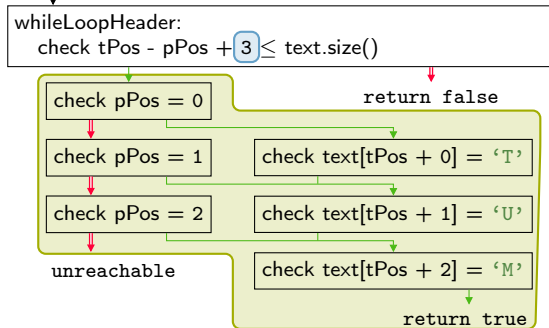 whileLoopHeader:
check tPos - pPos + 3 ≤ text.size()
check pPos = 0
return false
check pPos = 1
check text[tPos + 0] = ‘T’
check pPos = 2
check text[tPos + 1] = ‘U’
unreachable
check text[tPos + 2] = ‘M’
return true